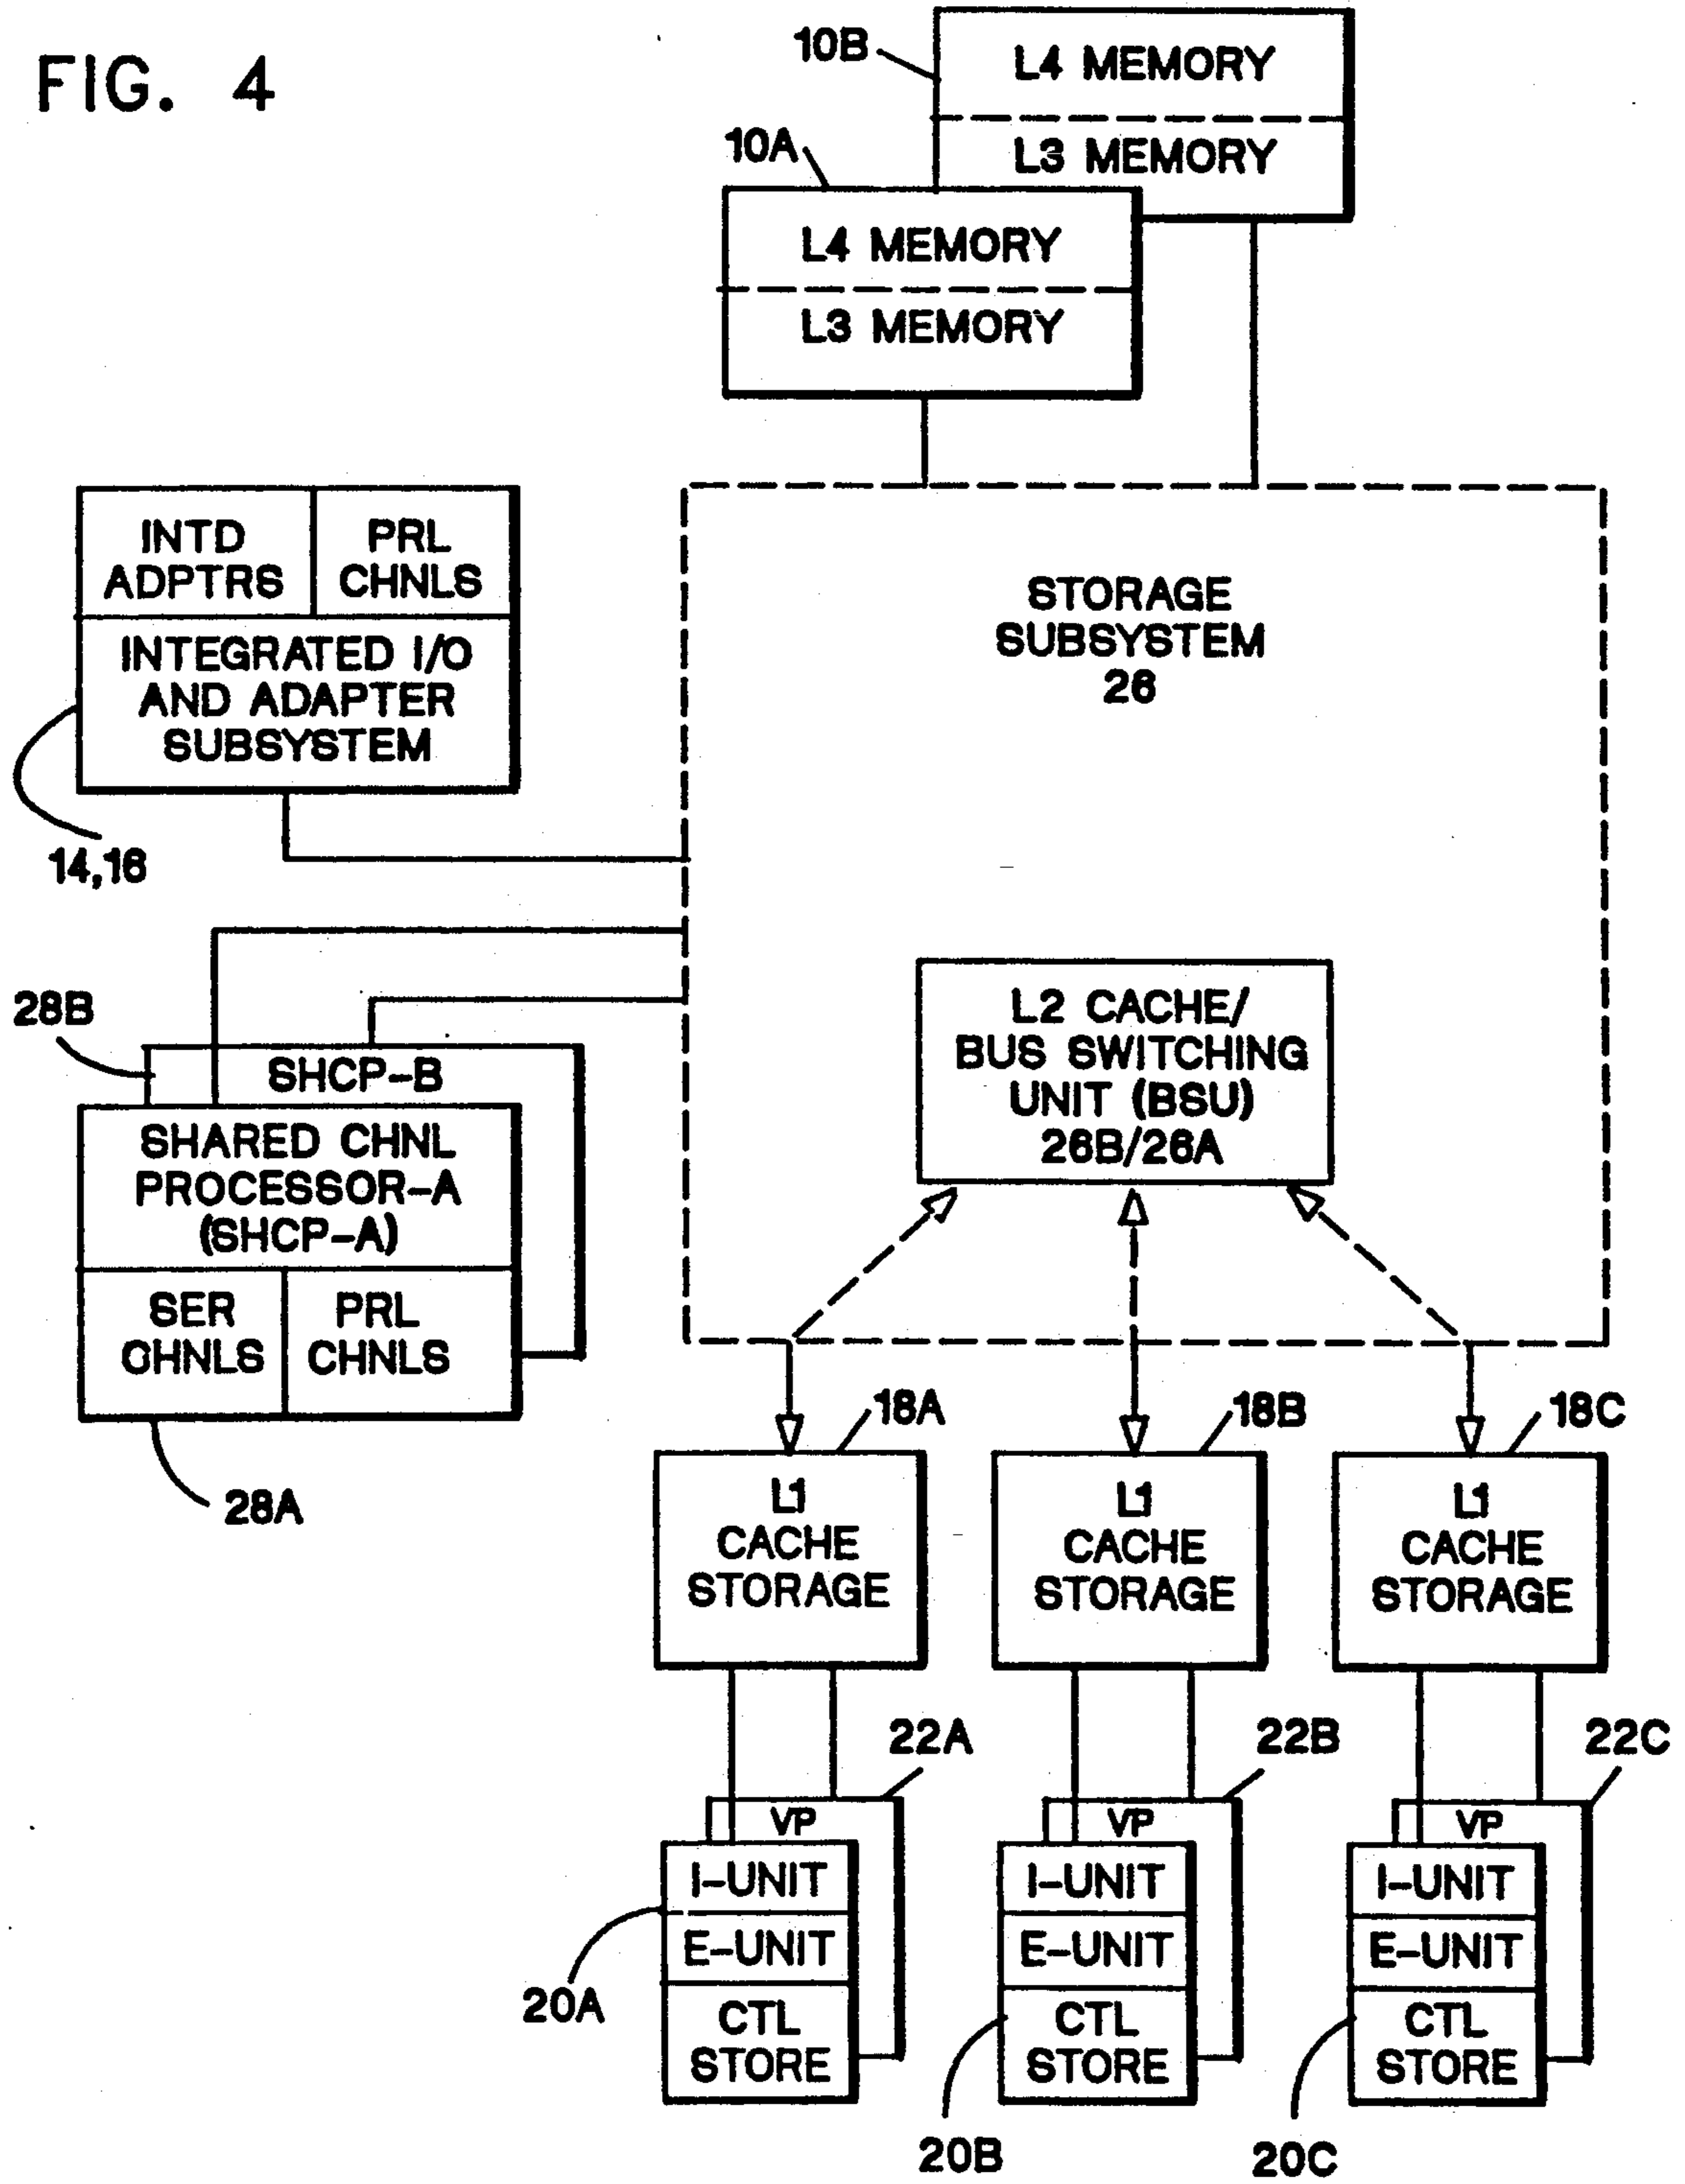 FIG. 4
10B
L4 MEMORY
L3 MEMORY
10A
L4 MEMORY
L3 MEMORY
INTD
ADPTRS
PRL
CHNLS
INTEGRATED I/O
AND ADAPTER
SUBSYSTEM
14,16
STORAGE
SUBSYSTEM
26
28B
SHCP-B
SHARED CHNL
PROCESSOR-A
(SHCP-A)
SER
CHNLS
PRL
CHNLS
28A
L2 CACHE/
BUS SWITCHING
UNIT (BSU)
26B/26A
18A
18B
18C
L1
CACHE
STORAGE
L1
CACHE
STORAGE
L1
CACHE
STORAGE
22A
22B
22C
VP
I-UNIT
E-UNIT
CTL
STORE
20A
VP
I-UNIT
E-UNIT
CTL
STORE
20B
VP
I-UNIT
E-UNIT
CTL
STORE
20C